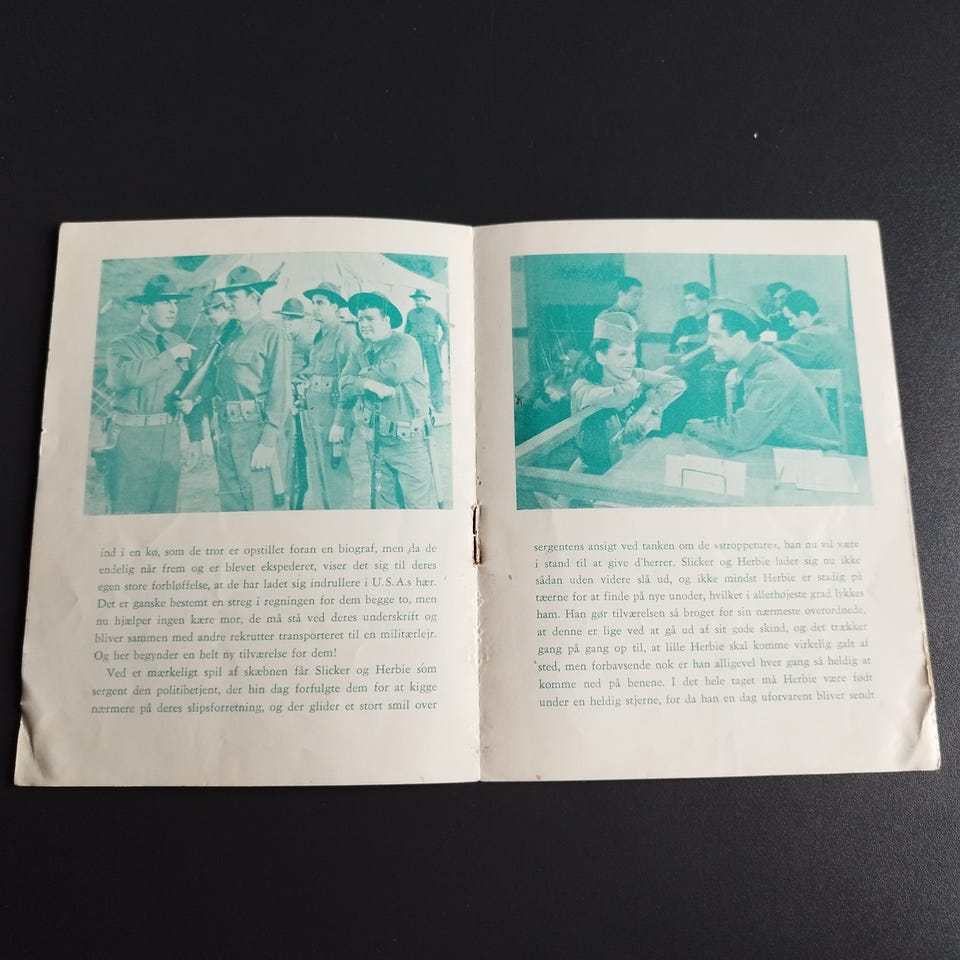 ind i en kø, som de tror er opstillet foran en biograf, men da de
endelig når frem og er blevet ekspederet, viser det sig til deres
egen store forbløffelse, at de har ladet sig indrullere i U.S.A.s hær.
Det er ganske bestemt en streg i regningen for dem begge to, men
nu hjælper ingen kære mor, de må stå ved deres underskrift og
bliver sammen med andre rekrutter transporteret til en militærlejr.
Og her begynder en helt ny tilværelse for dem!
Ved et mærkeligt spil af skæbnen får Slicker og Herbie som
sergent den politibetjent, der hin dag forfulgte dem for at kigge
nærmere på deres slipsforretning, og der glider et stort smil over
sergentens ansigt ved tanken om de »stroppeture«, han nu vil være
i stand til at give d'herrer. Slicker og Herbie lader sig nu ikke
sådan uden videre slå ud, og ikke mindst Herbie er stadig på
tæerne for at finde på nye unoder, hvilket i allerhøjeste grad lykkes
ham. Han gør tilværelsen så broget for sin nærmeste overordnede,
at denne er lige ved at gå ud af sit gode skind, og det trækker
gang på gang op til, at lille Herbie skal komme virkelig galt af
sted, men forbavsende nok er han alligevel hver gang så heldig at
komme ned på benene. I det hele taget må Herbie være født
under en heldig stjerne, for da han en dag uforvarent bliver sendt